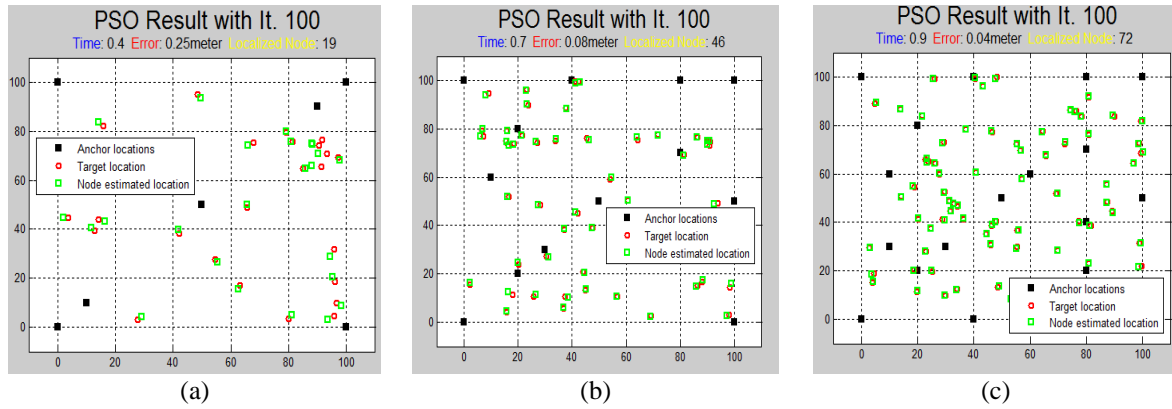 PSO Result with It. 100
Time: 0.4 Error: 0.25meter Localized Node: 19
100
80
60
40
20
0
0 20 40 60 80 100
Anchor locations
Target location
Node estimated location
(a)
PSO Result with It. 100
Time: 0.7 Error: 0.08meter Localized Node: 46
100
80
60
40
20
0
0 20 40 60 80 100
Anchor locations
Target location
Node estimated location
(b)
PSO Result with It. 100
Time: 0.9 Error: 0.04meter Localized Node: 72
100
80
60
40
20
0
0 20 40 60 80 100
Anchor locations
Target location
Node estimated location
(c)